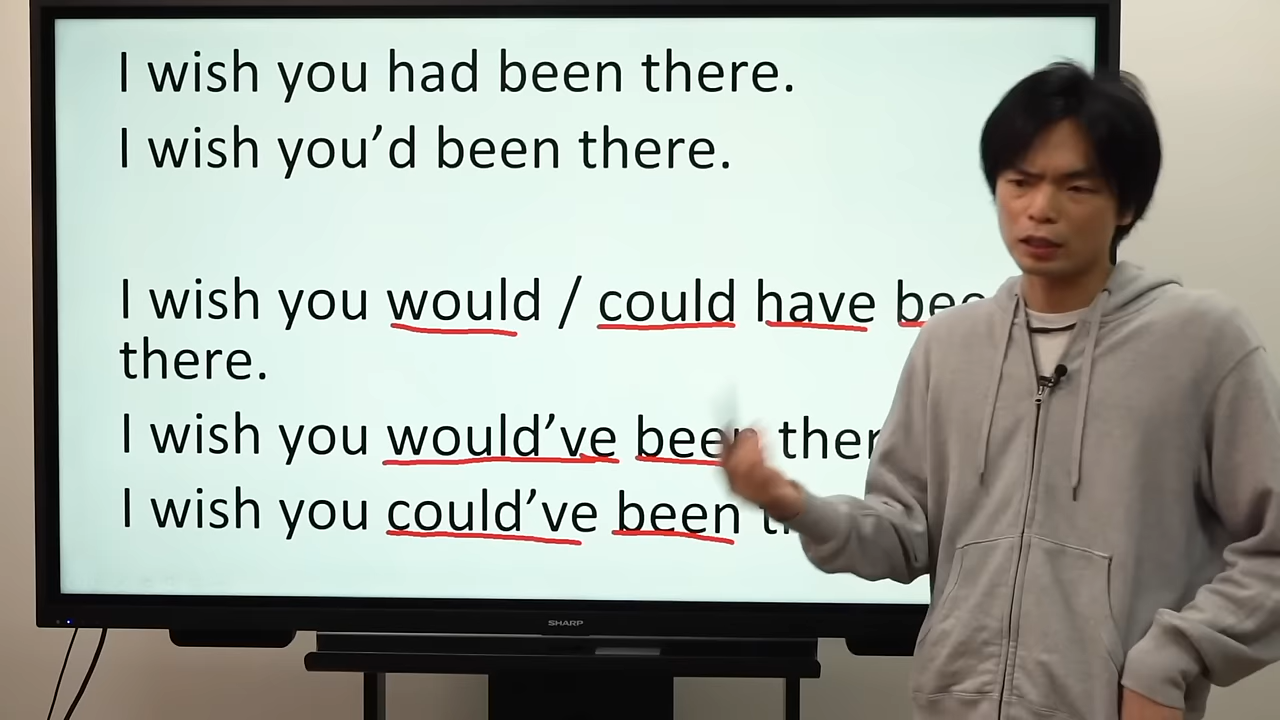 I wish you had been there.
I wish you’d been there.
I wish you would / could have
there.
I wish you would’ve been
I wish you could’ve been
SHARP